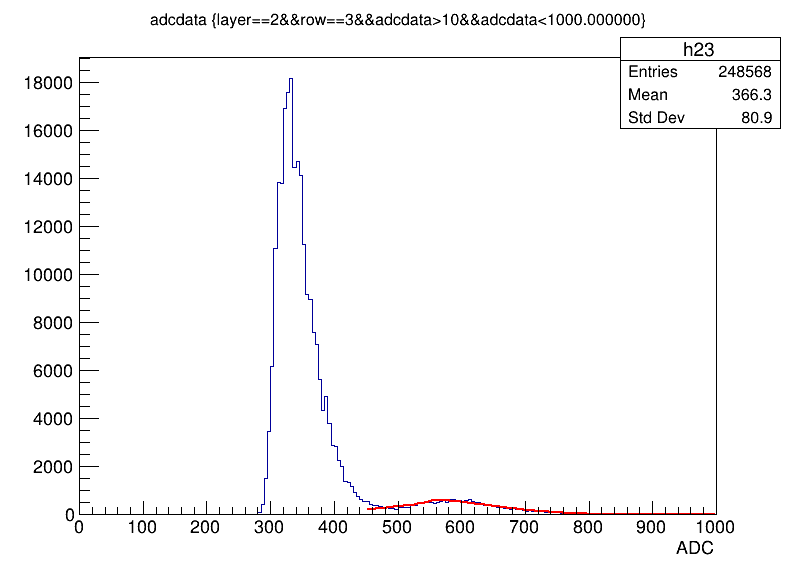 adcdata {layer==2&&row==3&&adcdata>10&&adcdata<1000.000000}
h23
Entries 248568
Mean 366.3
Std Dev 80.9
18000
16000
14000
12000
10000
8000
6000
4000
2000
0
0 100 200 300 400 500 600 700 800 900 1000
ADC